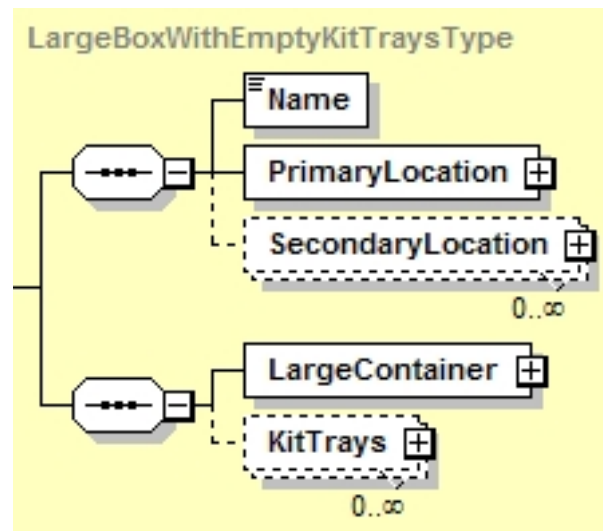 LargeBoxWithEmptyKitTraysType
Name
PrimaryLocation
SecondaryLocation
0..∞
LargeContainer
KitTrays
0..∞